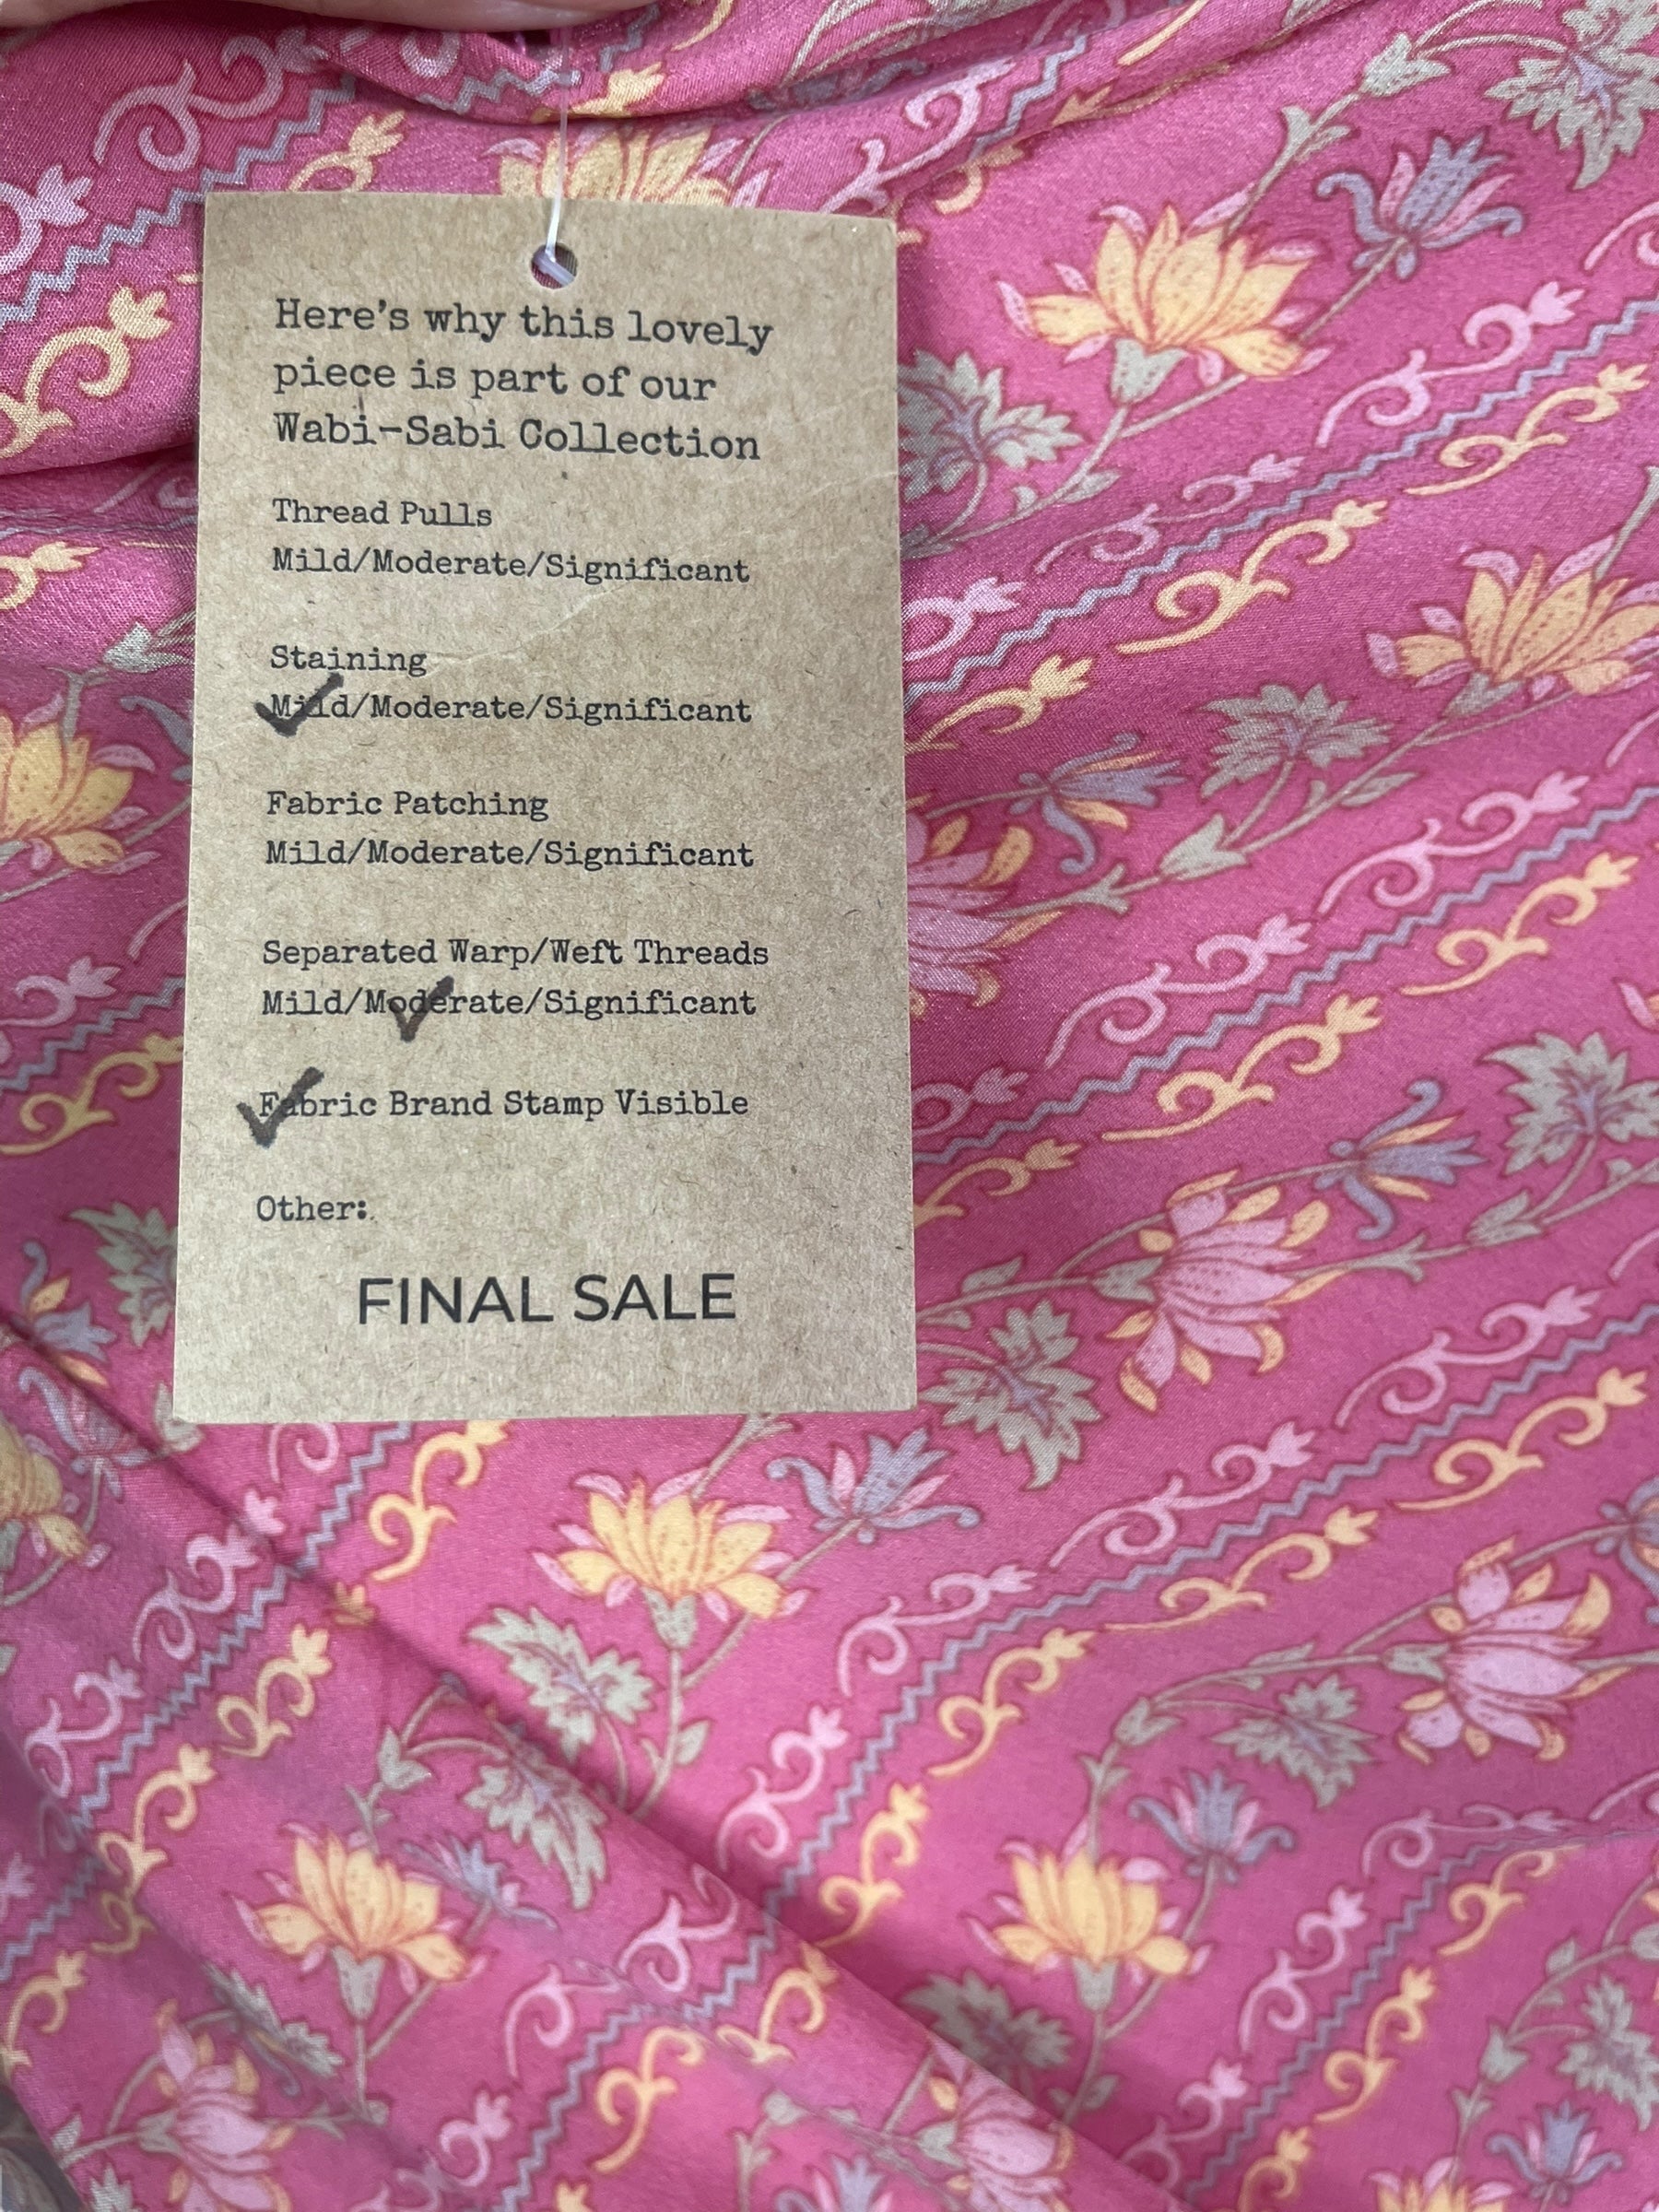 Here's why this lovely
piece is part of our
Wabi-Sabi Collection
Thread Pulls
Mild/Moderate/Significant
Staining
Mild/Moderate/Significant
Fabric Patching
Mild/Moderate/Significant
Separated Warp/Weft Threads
Mild/Moderate/Significant
Fabric Brand Stamp Visible
Other:
FINAL SALE